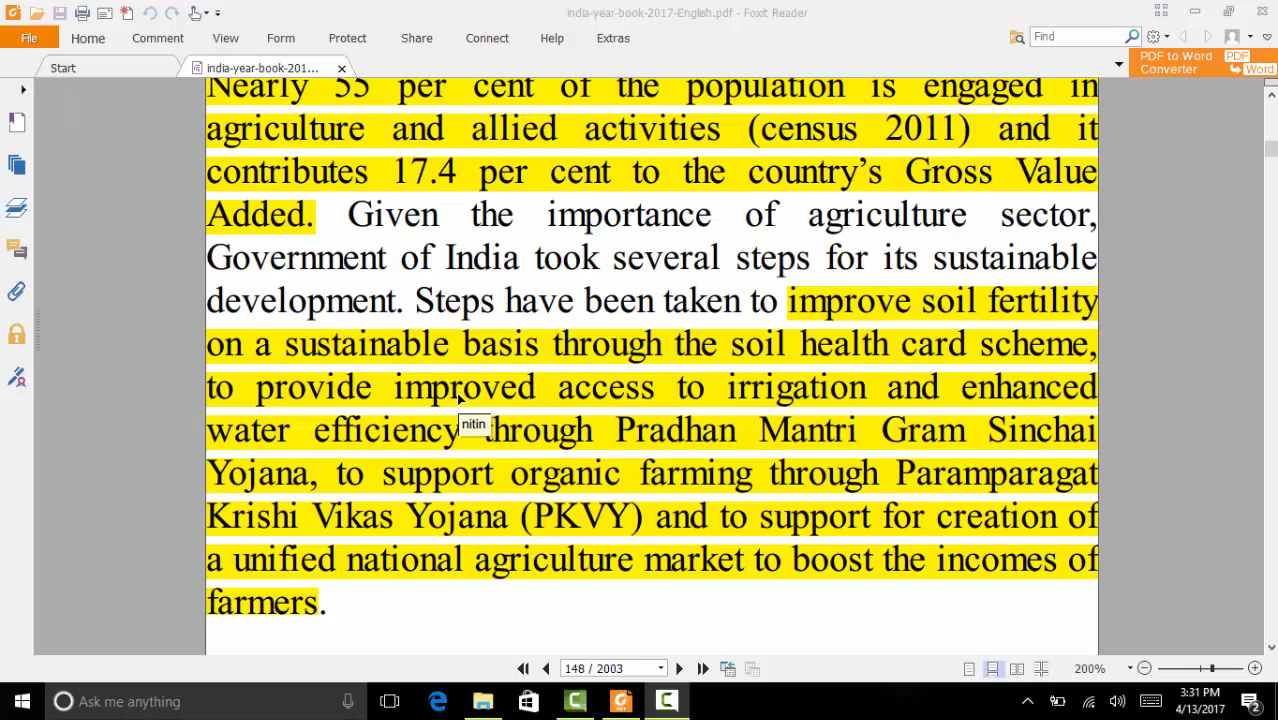 india-year-book-2017-English.pdf - Foxit Reader
File Home Comment View Form Protect Share Connect Help Extras Find
Start india-year-book-201...
PDF to Word PDF
Converter Word
Nearly 55 per cent of the population is engaged in
agriculture and allied activities (census 2011) and it
contributes 17.4 per cent to the country's Gross Value
Added. Given the importance of agriculture sector,
Government of India took several steps for its sustainable
development. Steps have been taken to improve soil fertility
on a sustainable basis through the soil health card scheme,
to provide improved access to irrigation and enhanced
water efficiency through Pradhan Mantri Gram Sinchai
nitin
Yojana, to support organic farming through Paramparagat
Krishi Vikas Yojana (PKVY) and to support for creation of
a unified national agriculture market to boost the incomes of
farmers.
148 / 2003 200%
Ask me anything
3:31 PM
4/13/2017
2